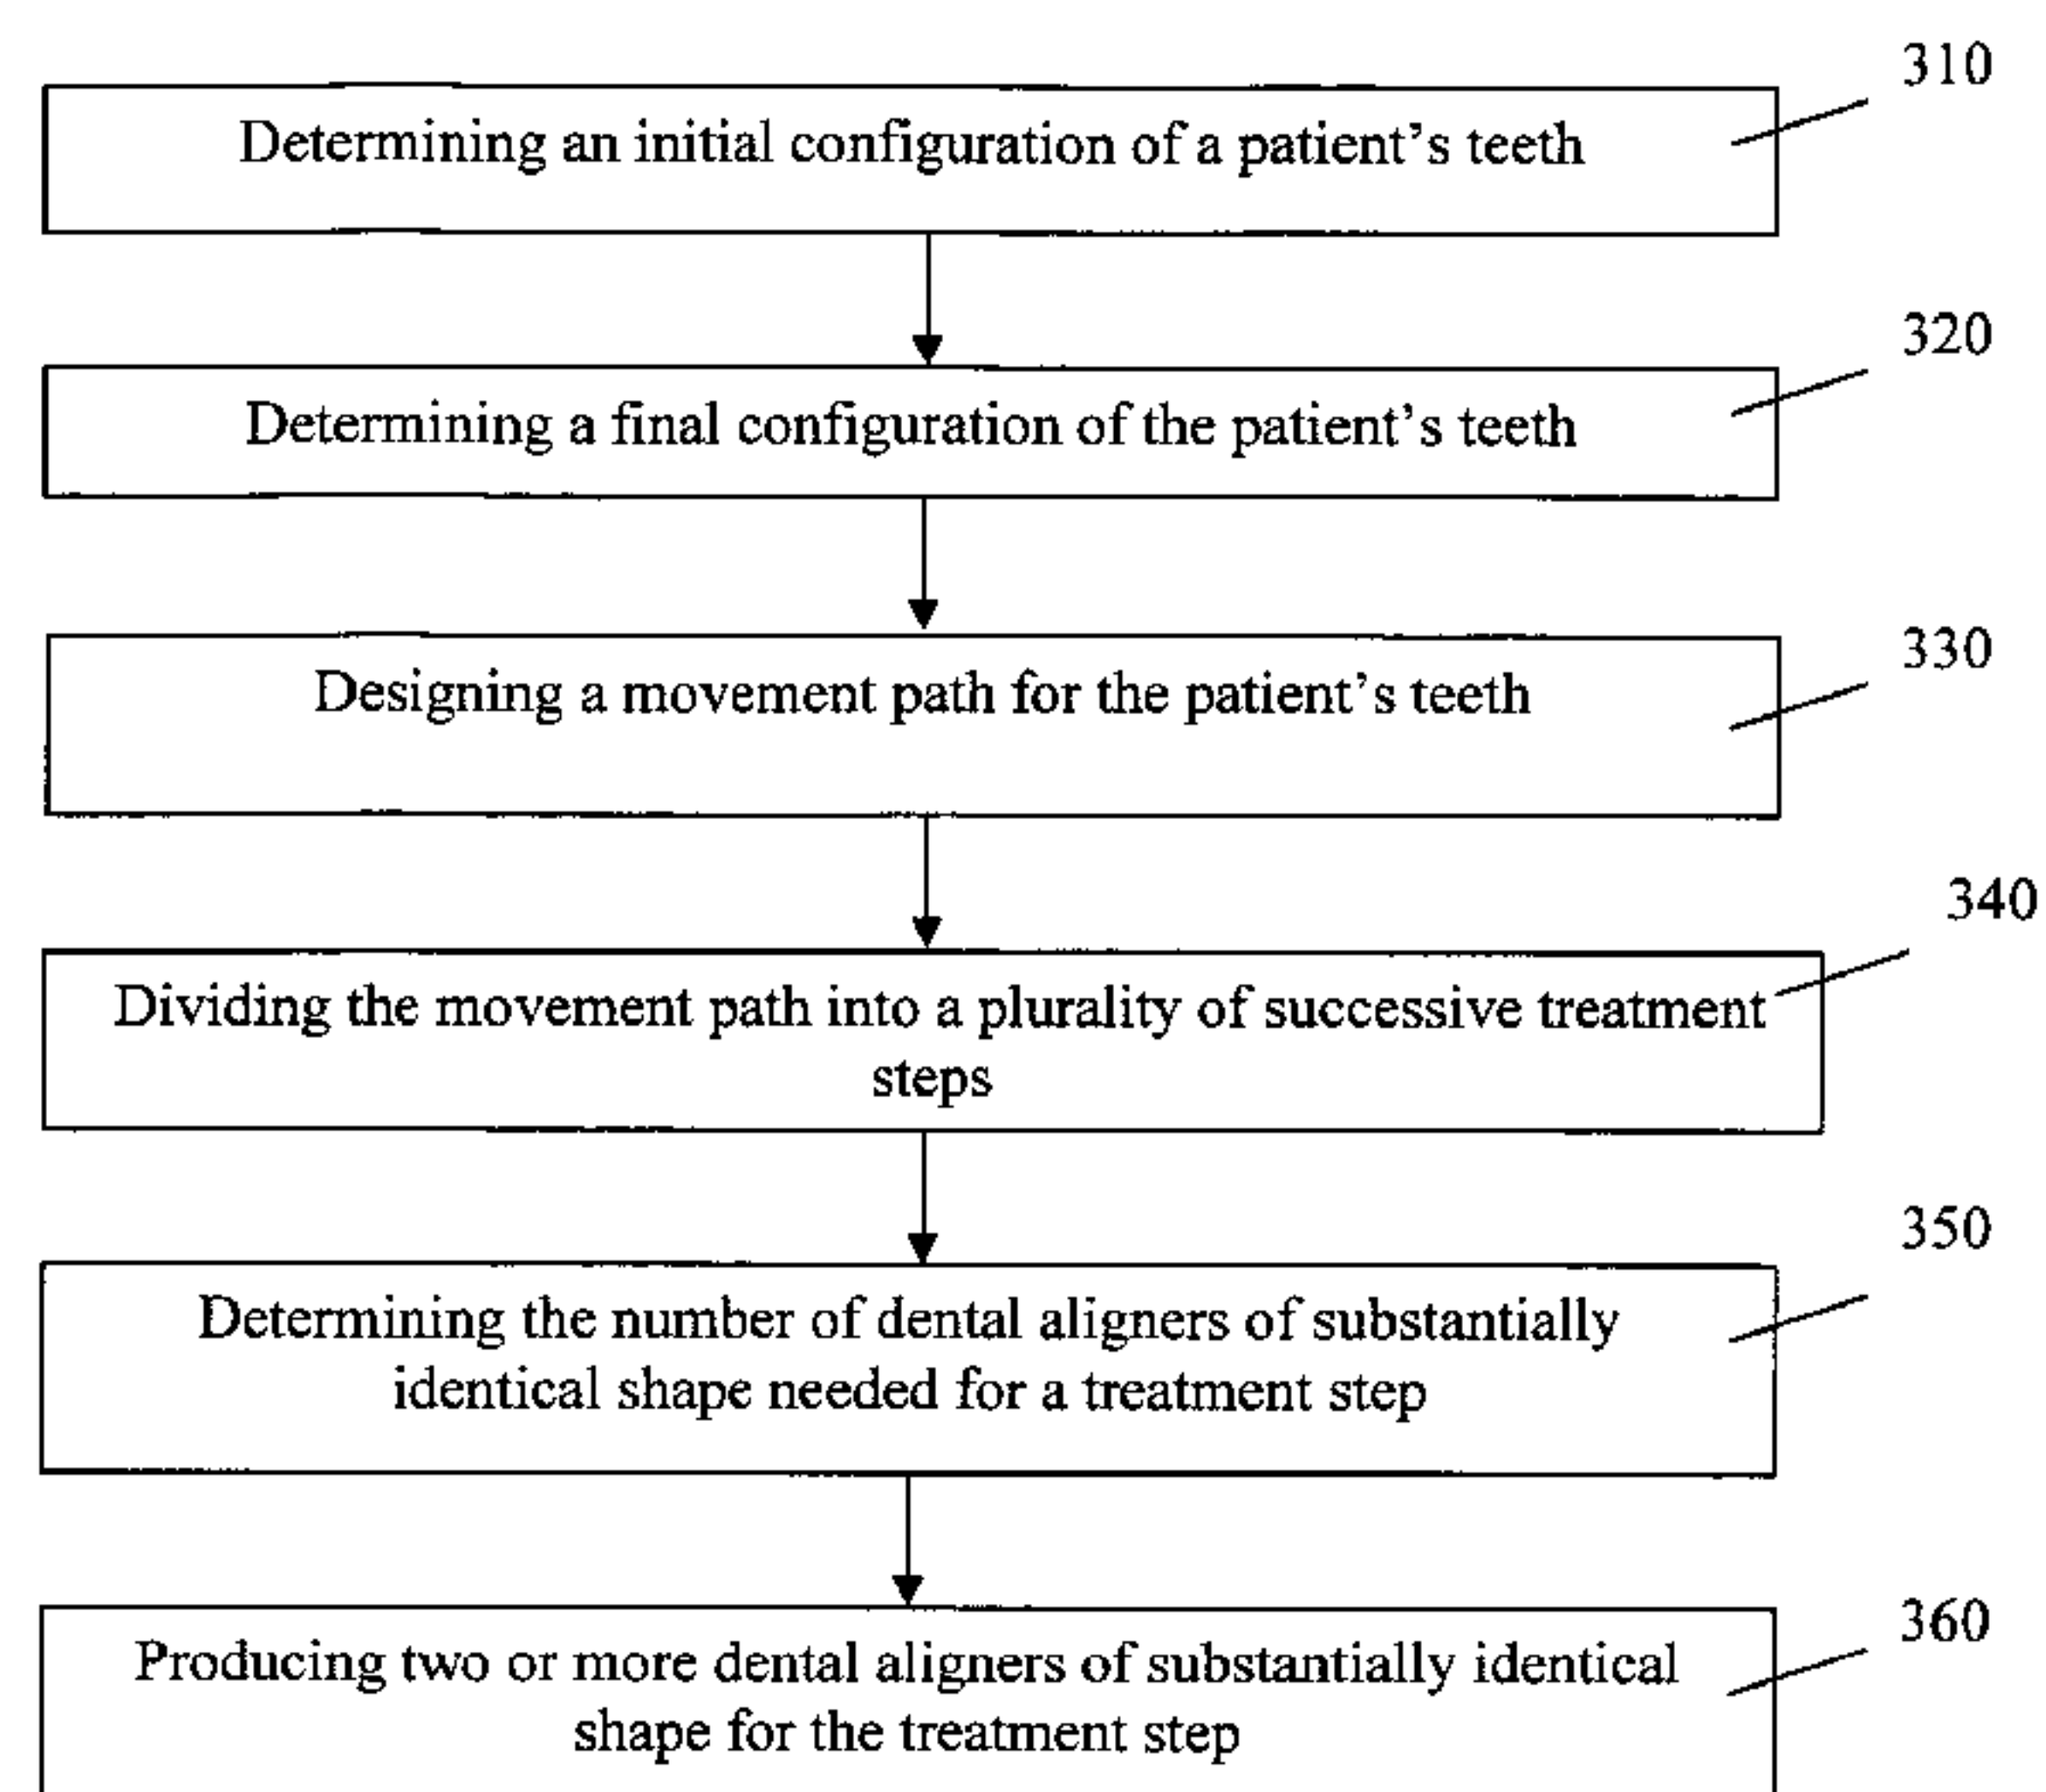 310
Determining an initial configuration of a patient's teeth
320
Determining a final configuration of the patient's teeth
330
Designing a movement path for the patient's teeth
340
Dividing the movement path into a plurality of successive treatment
steps
350
Determining the number of dental aligners of substantially
identical shape needed for a treatment step
360
Producing two or more dental aligners of substantially identical
shape for the treatment step